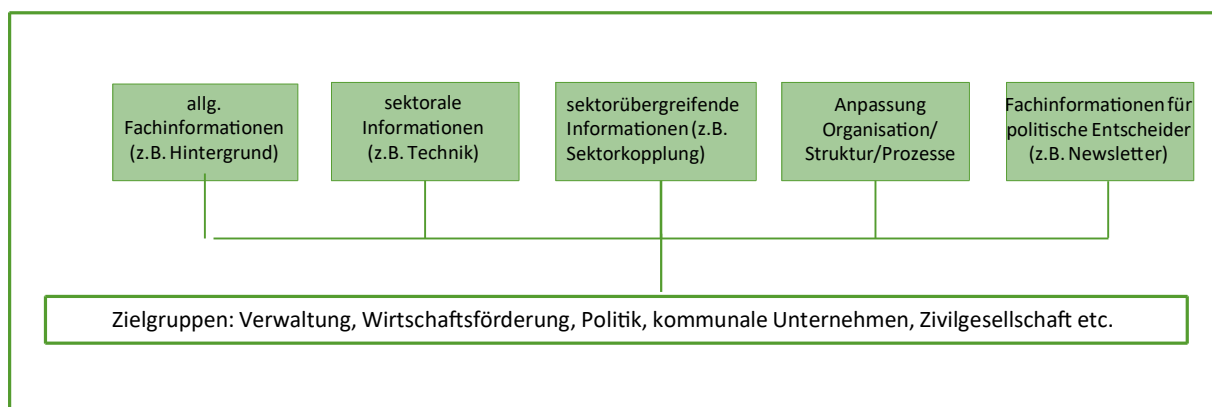 allg.
Fachinformationen
(z.B. Hintergrund)
sektorale
Informationen
(z.B. Technik)
sektorübergreifende
Informationen (z.B.
Sektorkopplung)
Anpassung
Organisation/
Struktur/Prozesse
Fachinformationen für
politische Entscheider
(z.B. Newsletter)
Zielgruppen: Verwaltung, Wirtschaftsförderung, Politik, kommunale Unternehmen, Zivilgesellschaft etc.